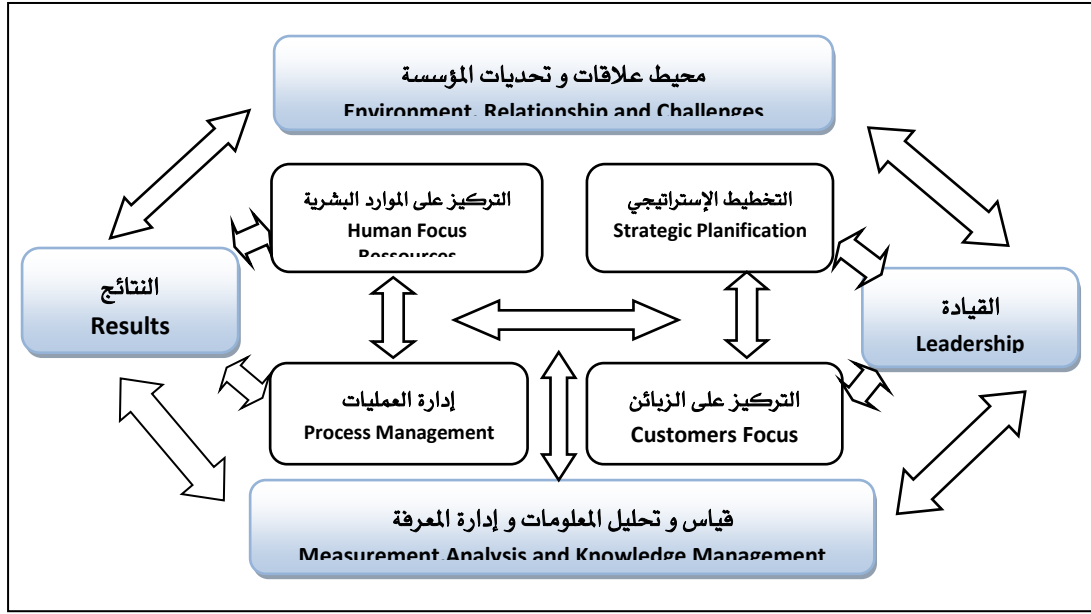 محيط علاقات و تحديات المؤسسة
Environment, Relationship and Challenges
التخطيط الإستراتيجي
Strategic Planification
التركيز على الموارد البشرية
Human Focus
Ressources
القيادة
Leadership
النتائج
Results
التركيز على الزبائن
Customers Focus
إدارة العمليات
Process Management
قياس و تحليل المعلومات و إدارة المعرفة
Measurement,Analysis and Knowledge Management